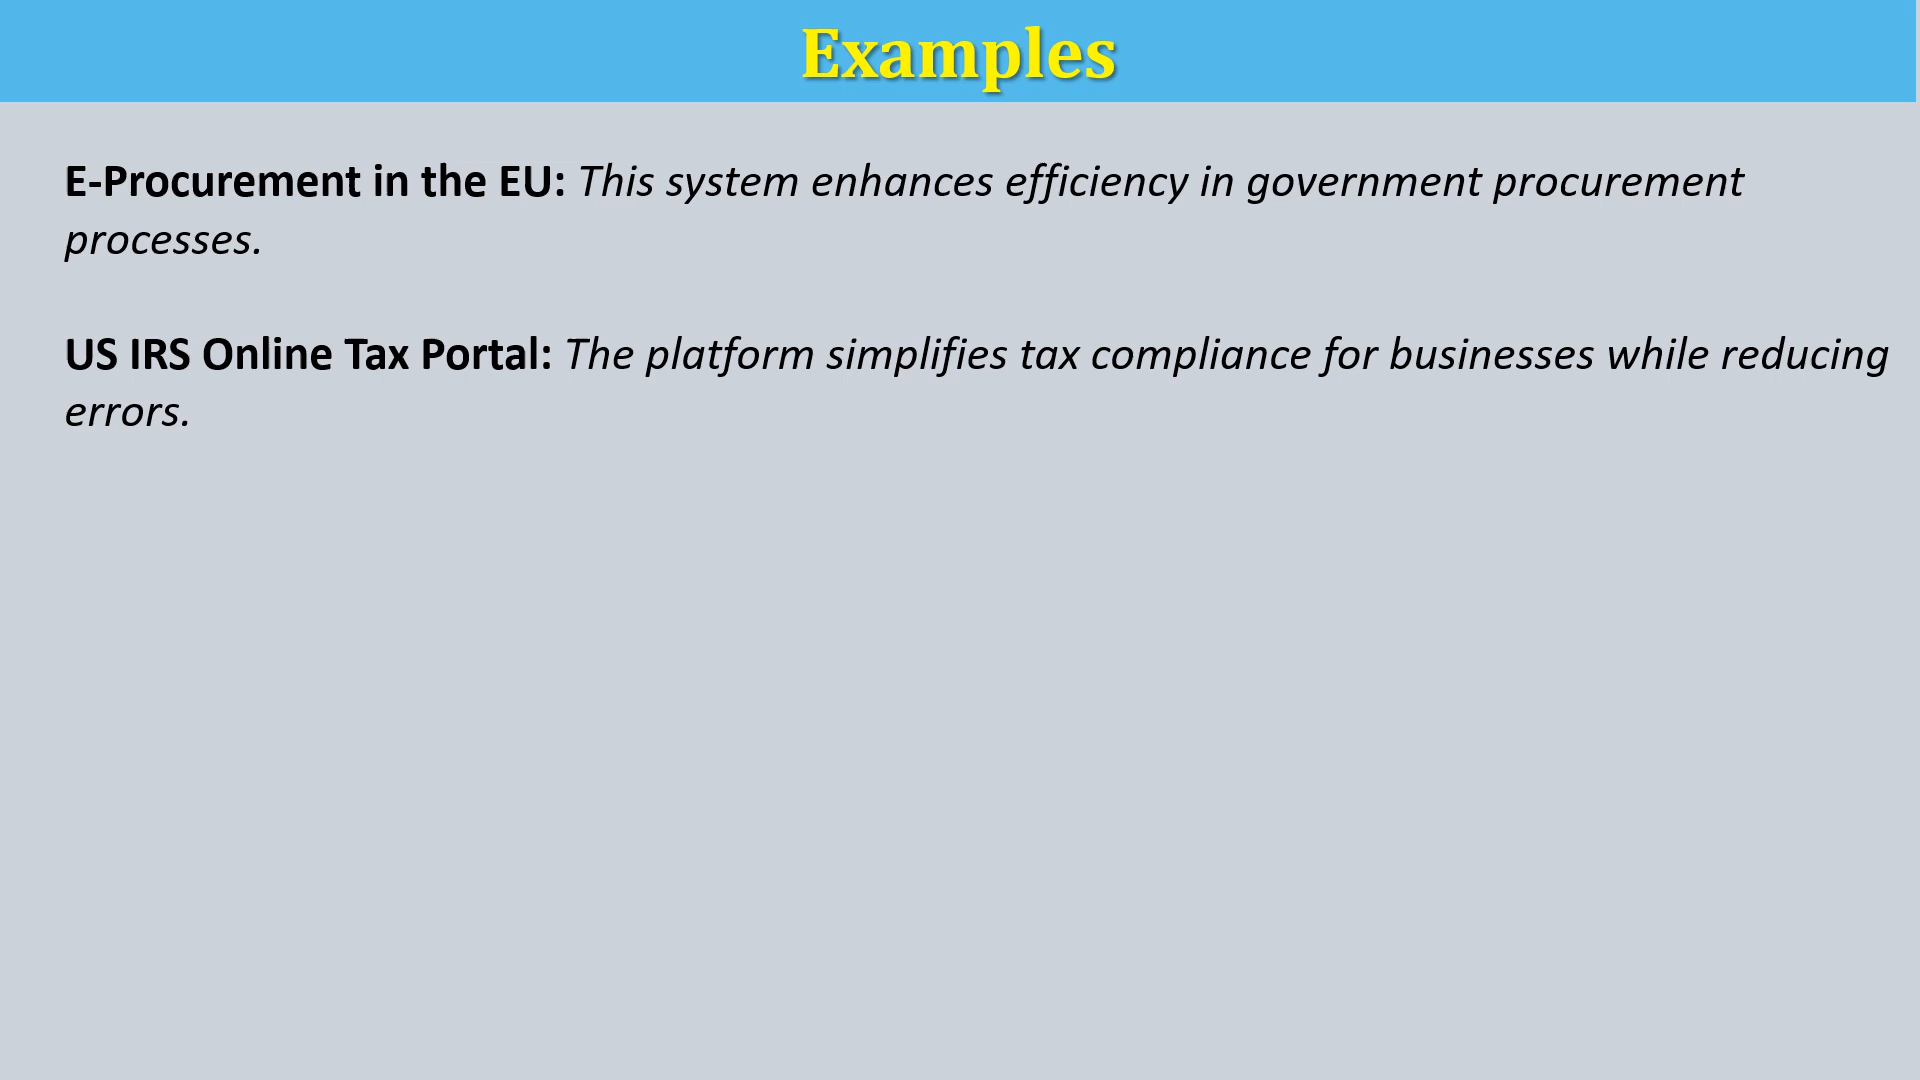 Examples
E-Procurement in the EU: This system enhances efficiency in government procurement
processes.
US IRS Online Tax Portal: The platform simplifies tax compliance for businesses while reducing
errors.